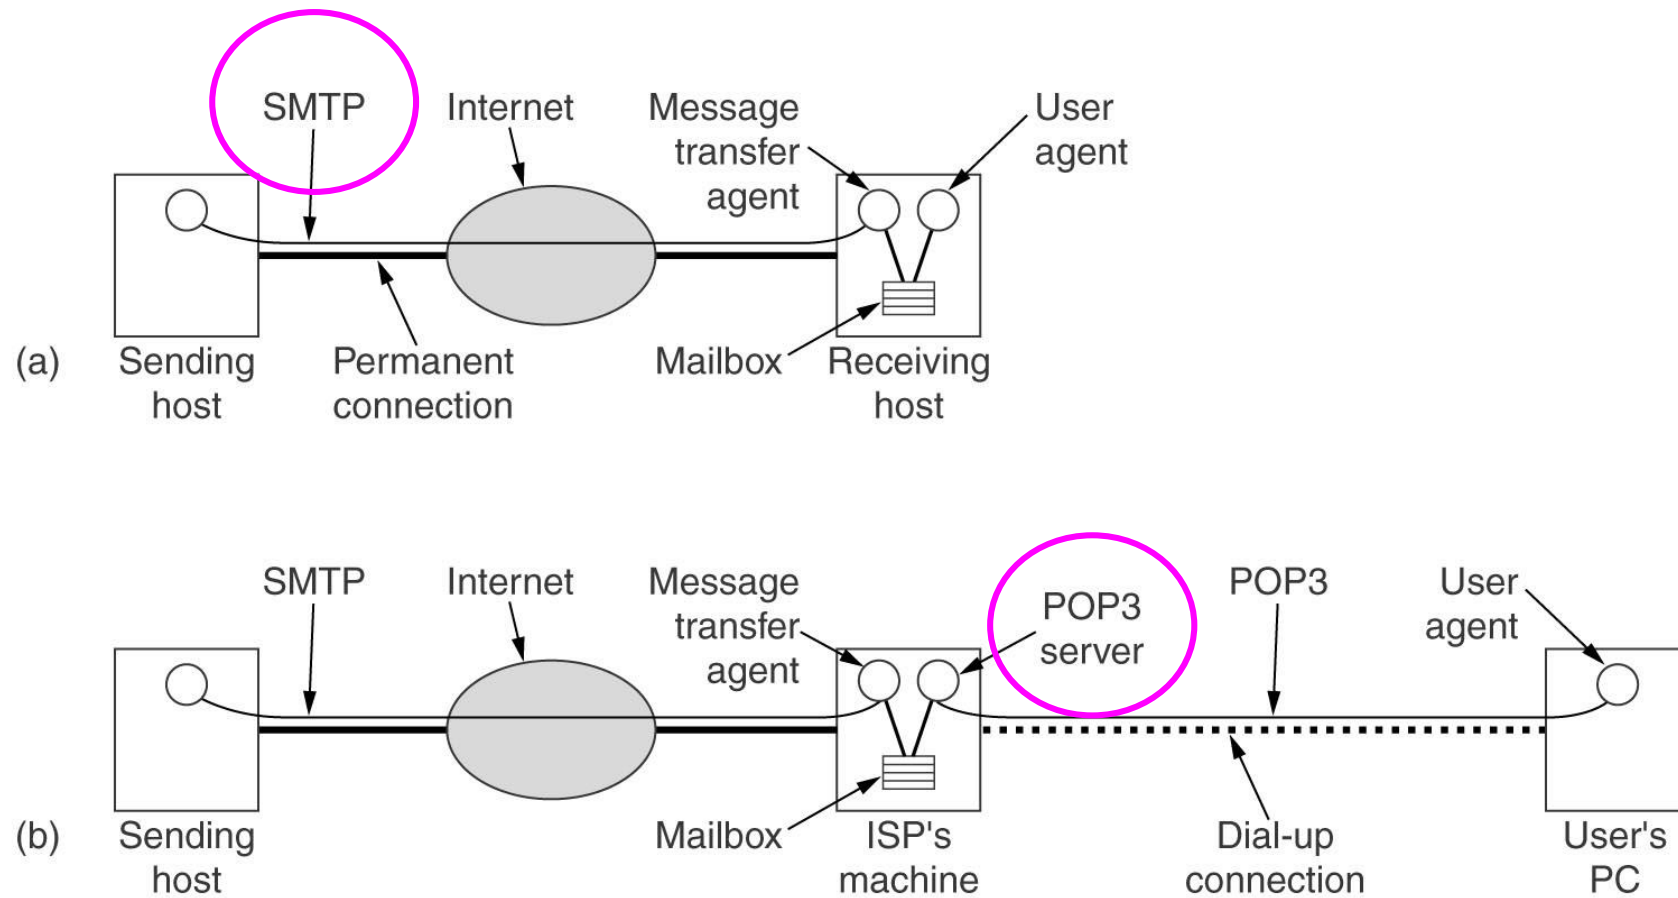 SMTP
Internet
Message
transfer
agent
User
agent
(a)
Sending
host
Permanent
connection
Mailbox
Receiving
host
SMTP
Internet
Message
transfer
agent
POP3
server
POP3
User
agent
(b)
Sending
host
Mailbox
ISP's
machine
Dial-up
connection
User's
PC